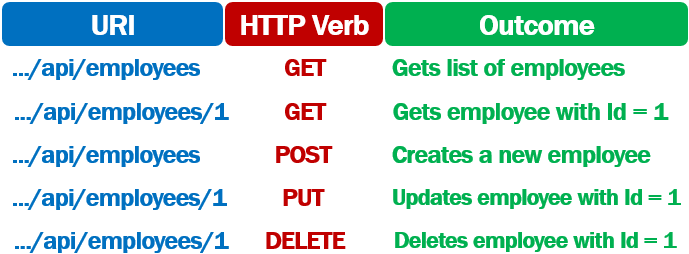 URI HTTP Verb Outcome
.../api/employees GET Gets list of employees
.../api/employees/1 GET Gets employee with Id = 1
.../api/employees POST Creates a new employee
.../api/employees/1 PUT Updates employee with Id = 1
.../api/employees/1 DELETE Deletes employee with Id = 1